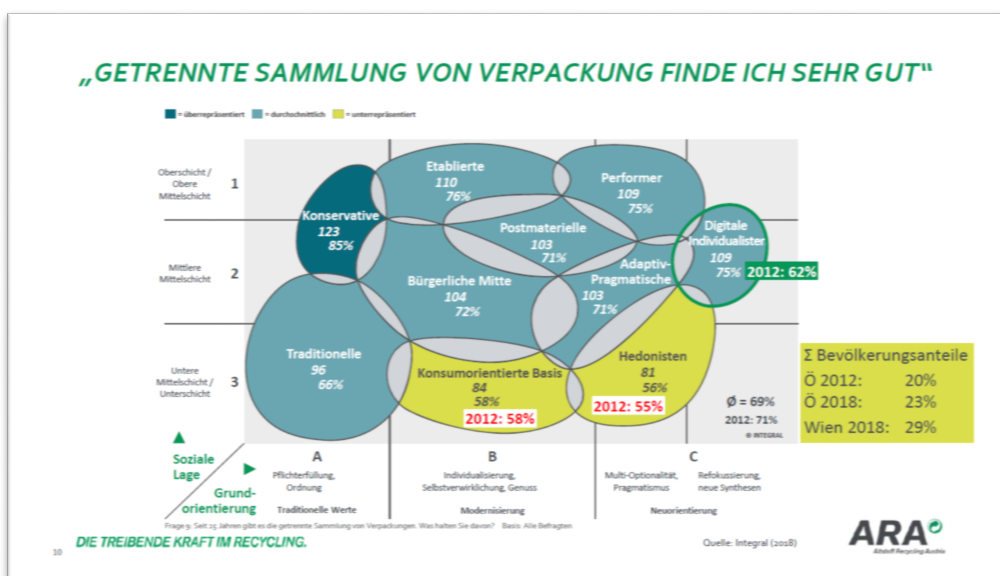 „GETRENNTE SAMMLUNG VON VERPACKUNG FINDE ICH SEHR GUT“
= überrepräsentiert = durchschnittlich = unterrepräsentiert
Oberschicht /
Obere
Mittelschicht
1
Mittlere
Mittelschicht
2
Untere
Mittelschicht /
Unterschicht
3
Etablierte
110
76%
Performer
109
75%
Konservative
123
85%
Postmaterielle
103
71%
Digitale
Individualisten
109
75%
2012: 62%
Bürgerliche Mitte
104
72%
Adaptiv-
Pragmatische
103
71%
Traditionelle
96
66%
Konsumorientierte Basis
84
58%
2012: 58%
Hedonisten
81
56%
2012: 55%
Ø = 69%
2012: 71%
© INTEGRAL
Σ Bevölkerungsanteile
Ö 2012: 20%
Ö 2018: 23%
Wien 2018: 29%
Soziale
Lage
Grund-
orientierung
A
Pflichterfüllung,
Ordnung
Traditionelle Werte
B
Individualisierung,
Selbstverwirklichung, Genuss
Modernisierung
C
Multi-Optionalität,
Pragmatismus
Refokussierung,
neue Synthesen
Neuorientierung
Frage 9. Seit 25 Jahren gibt es die getrennte Sammlung von Verpackungen. Was halten Sie davon? Basis: Alle Befragten
10
DIE TREIBENDE KRAFT IM RECYCLING.
Quelle: Integral (2018)
ARA
Altstoff Recycling Austria